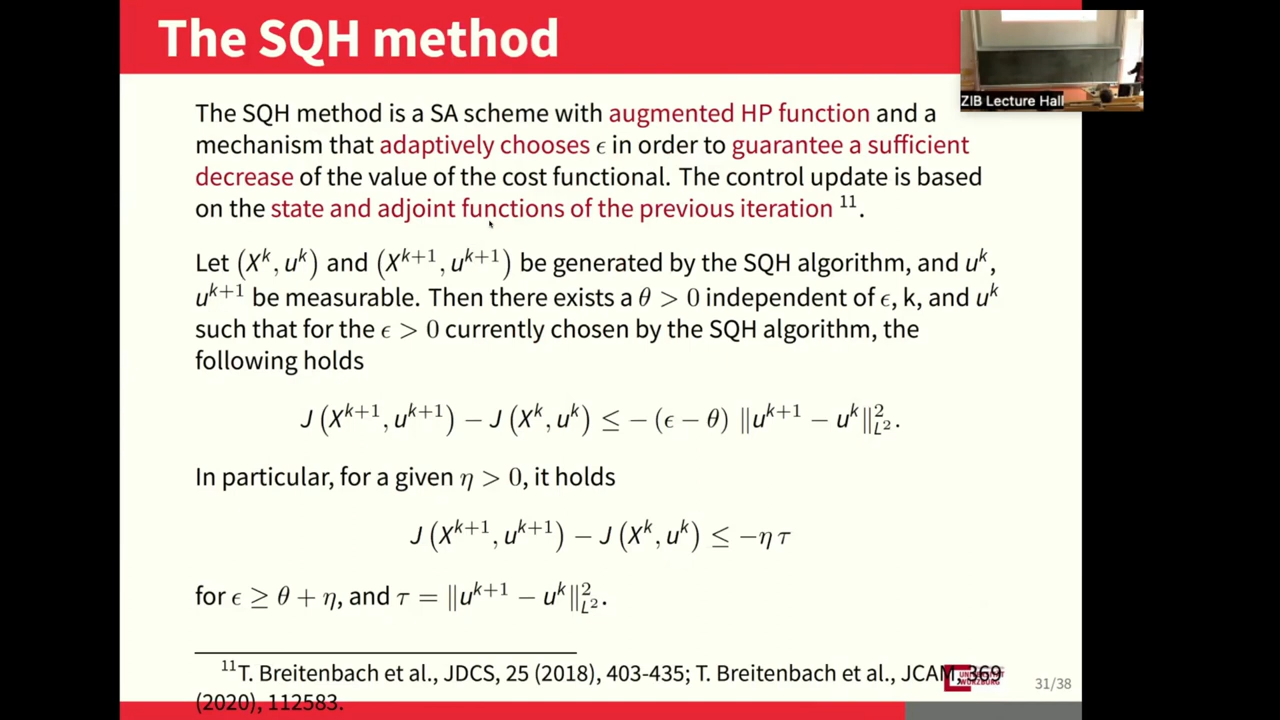 The SQH method
ZIB Lecture Hall
The SQH method is a SA scheme with augmented HP function and a
mechanism that adaptively chooses ϵ in order to guarantee a sufficient
decrease of the value of the cost functional. The control update is based
on the state and adjoint functions of the previous iteration ¹¹.
Let (X^k, u^k) and (X^{k+1}, u^{k+1}) be generated by the SQH algorithm, and u^k,
u^{k+1} be measurable. Then there exists a θ > 0 independent of ϵ, k, and u^k
such that for the ϵ > 0 currently chosen by the SQH algorithm, the
following holds
J (X^{k+1}, u^{k+1}) − J (X^k, u^k) ≤ − (ϵ − θ) ‖u^{k+1} − u^k‖²_{L²}.
In particular, for a given η > 0, it holds
J (X^{k+1}, u^{k+1}) − J (X^k, u^k) ≤ −η τ
for ϵ ≥ θ + η, and τ = ‖u^{k+1} − u^k‖²_{L²}.
¹¹T. Breitenbach et al., JDCS, 25 (2018), 403-435; T. Breitenbach et al., JCAM, 369
(2020), 112583.
UNIVERSITÄT
WÜRZBURG
31/38